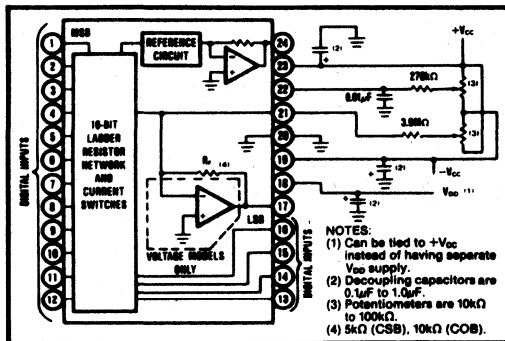 MSB
REFERENCE
CIRCUIT
16-BIT
LADDER
RESISTOR
NETWORK
AND
CURRENT
SWITCHES
DIGITAL INPUTS
1
2
3
4
5
6
7
8
9
10
11
12
RF (4)
VOLTAGE MODELS
ONLY
LSB
24
23
22
21
20
19
18
17
16
15
14
13
DIGITAL INPUTS
(2)
+
+VCC
270kΩ
(3)
0.01µF
3.9MΩ
(3)
(2)
+
-VCC
VDD (1)
+
(2)
NOTES:
(1) Can be tied to +VCC
instead of having separate
VDD supply.
(2) Decoupling capacitors are
0.1µF to 1.0µF.
(3) Potentiometers are 10kΩ
to 100kΩ.
(4) 5kΩ (CSB), 10kΩ (COB).